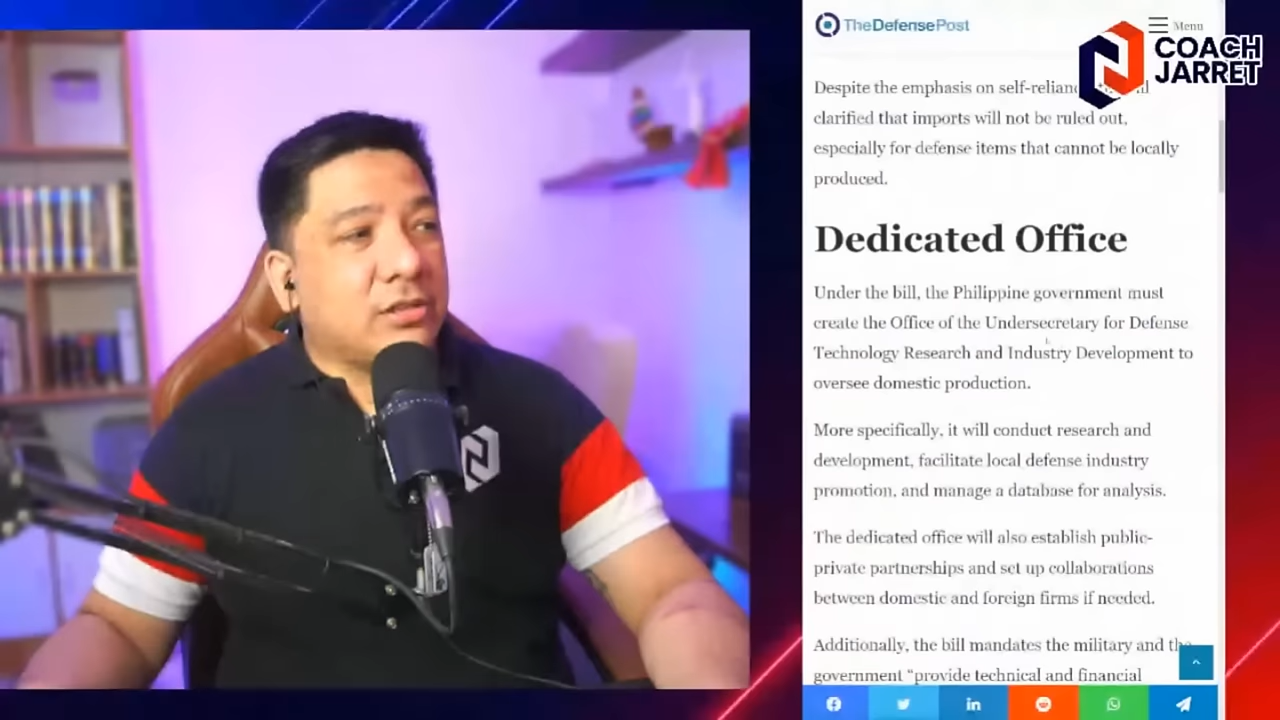 TheDefensePost
Menu
COACH
JARRET
Despite the emphasis on
clarified that imports will not be ruled out,
especially for defense items that cannot be locally
produced.
Dedicated Office
Under the bill, the Philippine government must
create the Office of the Undersecretary for Defense
Technology Research and Industry Development to
oversee domestic production.
More specifically, it will conduct research and
development, facilitate local defense industry
promotion, and manage a database for analysis.
The dedicated office will also establish public-
private partnerships and set up collaborations
between domestic and foreign firms if needed.
Additionally, the bill mandates the military and the
government "provide technical and financial